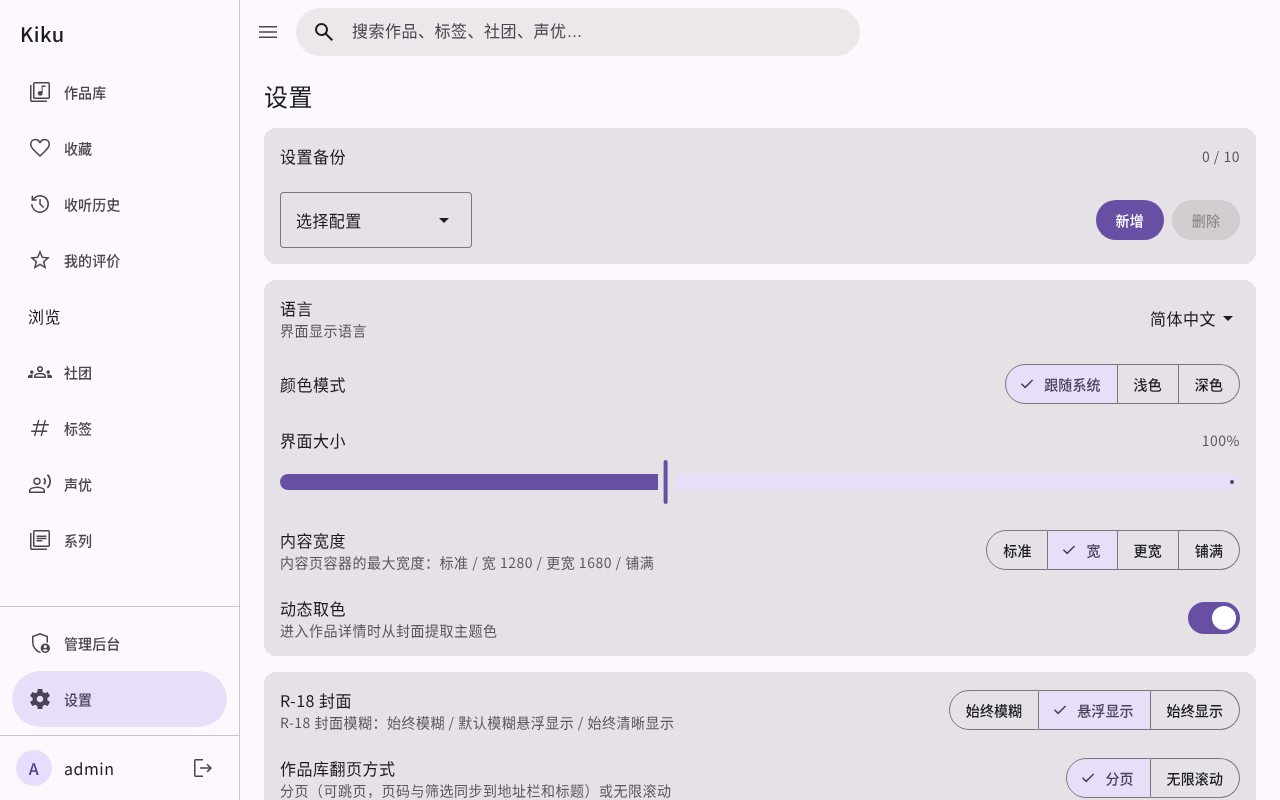 Kiku
搜索作品、标签、社团、声优...
作品库
收藏
收听历史
我的评价
浏览
社团
标签
声优
系列
管理后台
设置
A admin
设置
设置备份 0 / 10
选择配置 新增 删除
语言
界面显示语言
简体中文
颜色模式 跟随系统 浅色 深色
界面大小 100%
内容宽度
内容页容器的最大宽度：标准 / 宽 1280 / 更宽 1680 / 铺满
标准 宽 更宽 铺满
动态取色
进入作品详情时从封面提取主题色
R-18 封面
R-18 封面模糊：始终模糊 / 默认模糊悬浮显示 / 始终清晰显示
始终模糊 悬浮显示 始终显示
作品库翻页方式
分页（可跳页，页码与筛选同步到地址栏和标题）或无限滚动
分页 无限滚动